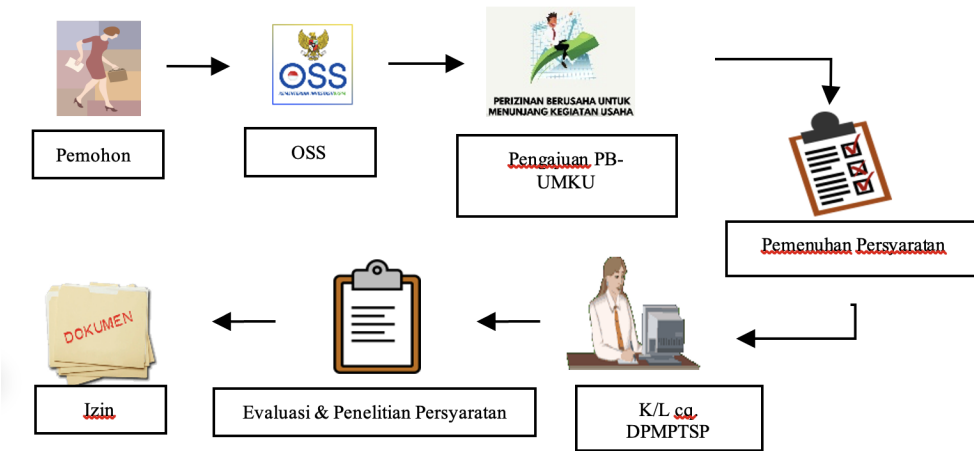 OSS
PERIZINAN BERUSAHA UNTUK
MENUNJANG KEGIATAN USAHA
Pemohon
OSS
Pengajuan PB-
UMKU
Pemenuhan Persyaratan
DOKUMEN
Izin
Evaluasi & Penelitian Persyaratan
K/L cq.
DPMPTSP